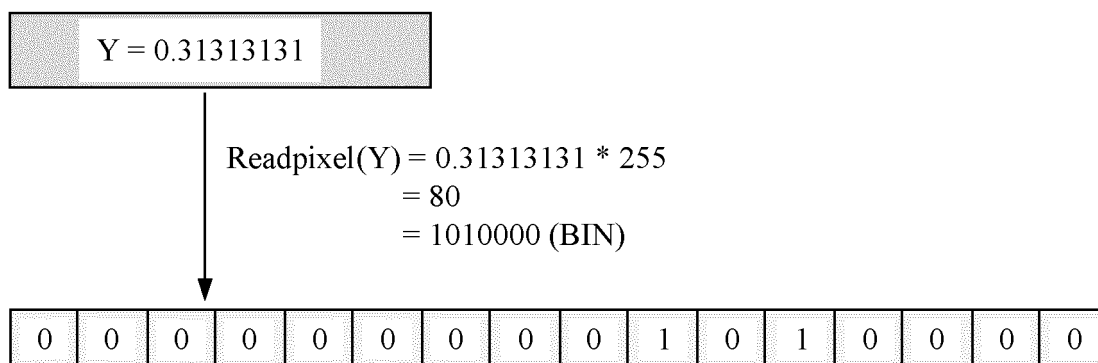 Y = 0.31313131
Readpixel(Y) = 0.31313131 * 255
= 80
= 1010000 (BIN)
0 0 0 0 0 0 0 0 0 1 0 1 0 0 0 0